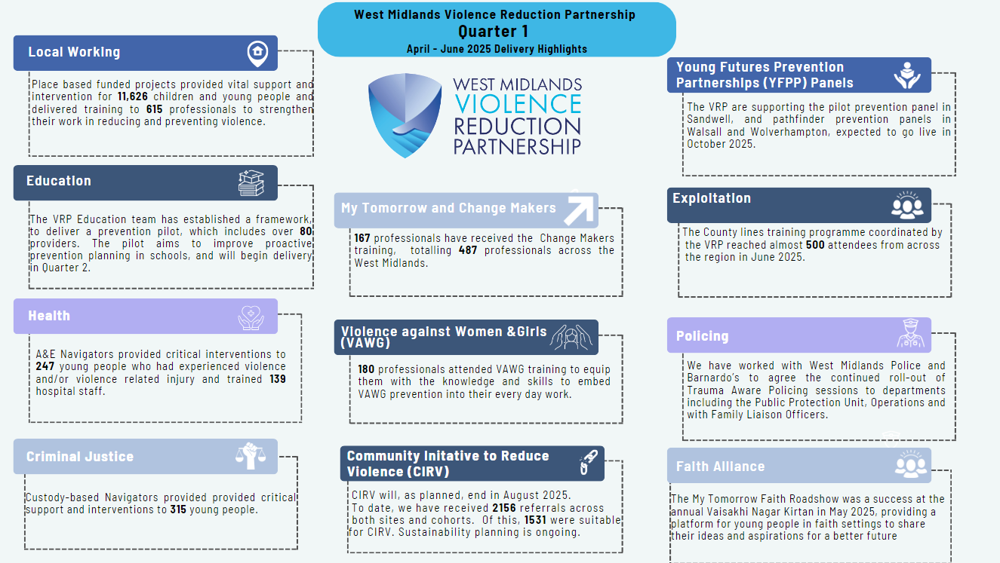 West Midlands Violence Reduction Partnership
Quarter 1
April - June 2025 Delivery Highlights
WEST MIDLANDS
VIOLENCE
REDUCTION
PARTNERSHIP
Local Working
Place based funded projects provided vital support and
intervention for 11,626 children and young people and
delivered training to 615 professionals to strengthen
their work in reducing and preventing violence.
Education
The VRP Education team has established a framework,
to deliver a prevention pilot, which includes over 80
providers. The pilot aims to improve proactive
prevention planning in schools, and will begin delivery
in Quarter 2.
Health
A&E Navigators provided critical interventions to
247 young people who had experienced violence
and/or violence related injury and trained 139
hospital staff.
Criminal Justice
Custody-based Navigators provided provided critical
support and interventions to 315 young people.
My Tomorrow and Change Makers
167 professionals have received the Change Makers
training, totalling 487 professionals across the
West Midlands.
Violence against Women &Girls
(VAWG)
180 professionals attended VAWG training to equip
them with the knowledge and skills to embed
VAWG prevention into their every day work.
Community Initative to Reduce
Violence (CIRV)
CIRV will, as planned, end in August 2025.
To date, we have received 2156 referrals across
both sites and cohorts. Of this, 1531 were suitable
for CIRV. Sustainability planning is ongoing.
Young Futures Prevention
Partnerships (YFPP) Panels
The VRP are supporting the pilot prevention panel in
Sandwell, and pathfinder prevention panels in
Walsall and Wolverhampton, expected to go live in
October 2025.
Exploitation
The County lines training programme coordinated by
the VRP reached almost 500 attendees from across
the region in June 2025.
Policing
We have worked with West Midlands Police and
Barnardo's to agree the continued roll-out of
Trauma Aware Policing sessions to departments
including the Public Protection Unit, Operations and
with Family Liaison Officers.
Faith Alliance
The My Tomorrow Faith Roadshow was a success at the
annual Vaisakhi Nagar Kirtan in May 2025, providing a
platform for young people in faith settings to share
their ideas and aspirations for a better future